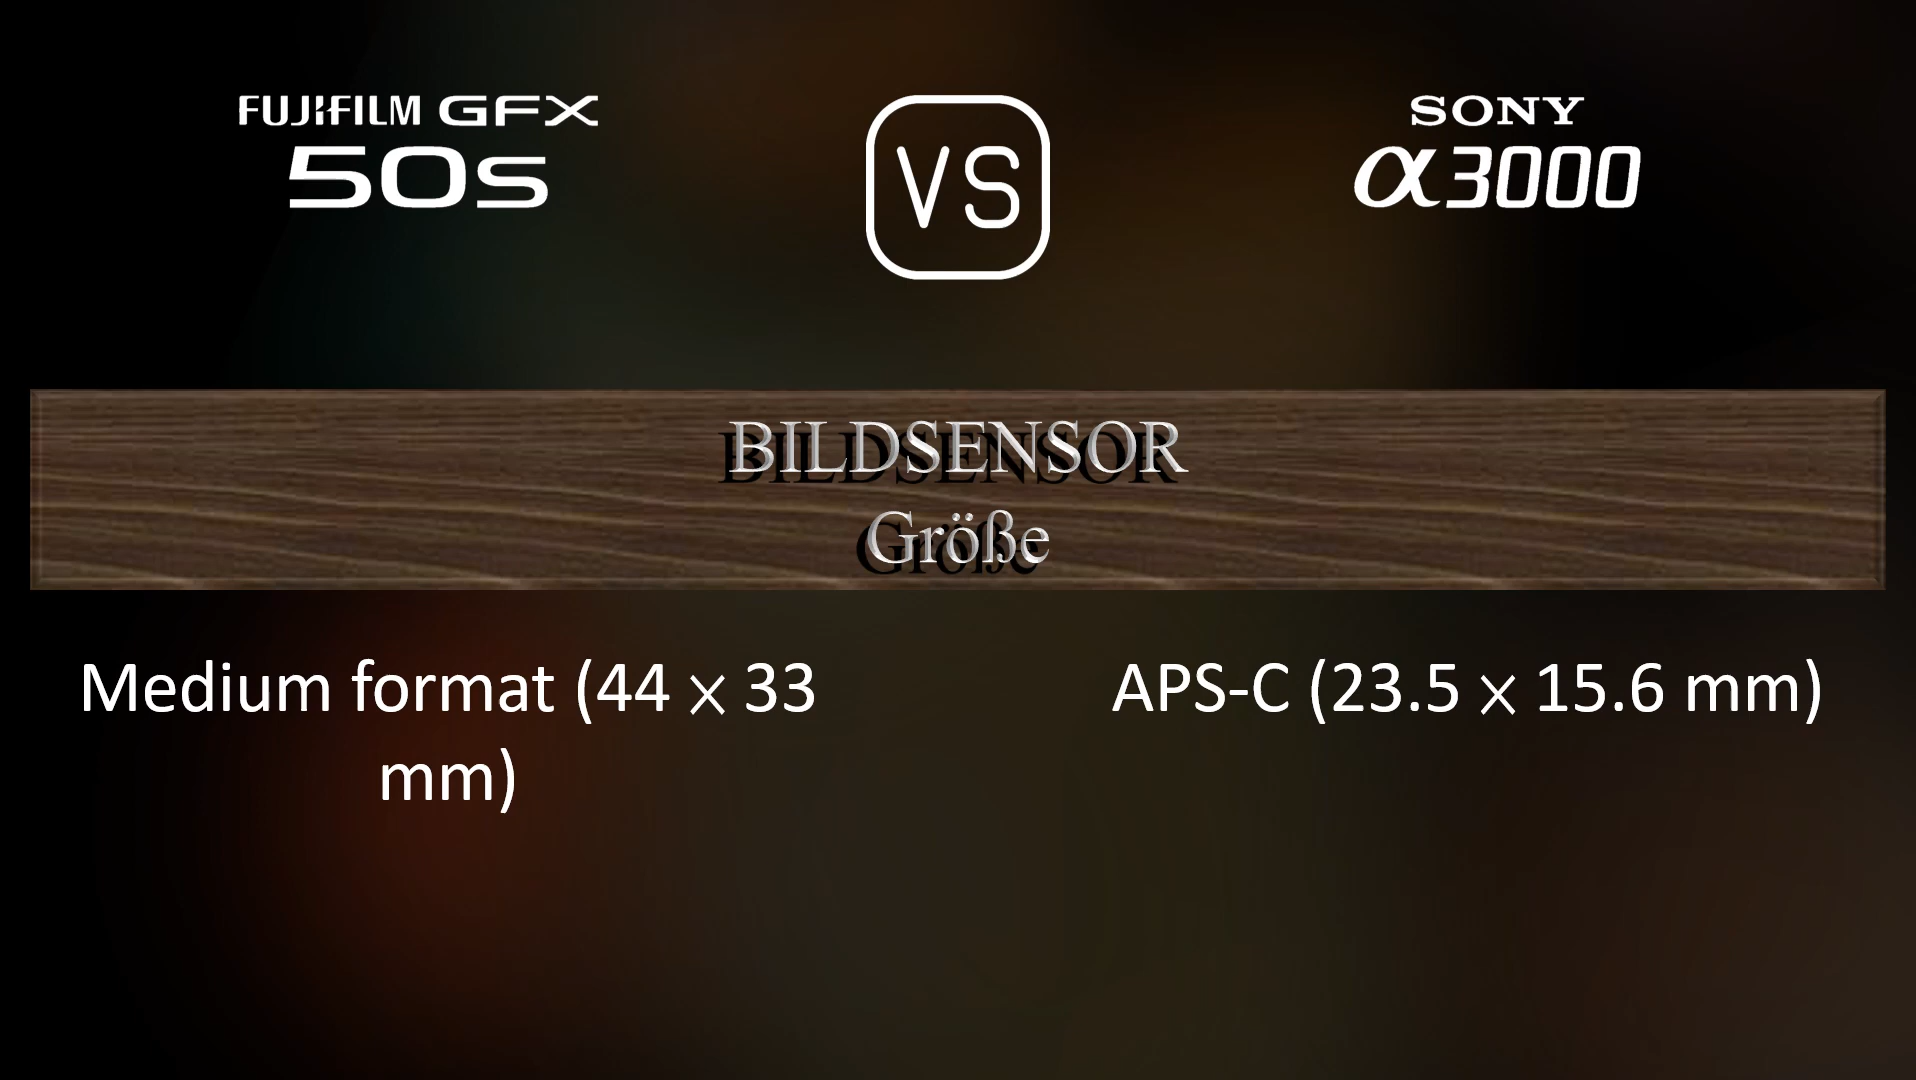 FUJIFILM GFX
50s
VS
SONY
α3000
BILDSENSOR
Größe
Medium format (44 x 33
mm)
APS-C (23.5 x 15.6 mm)